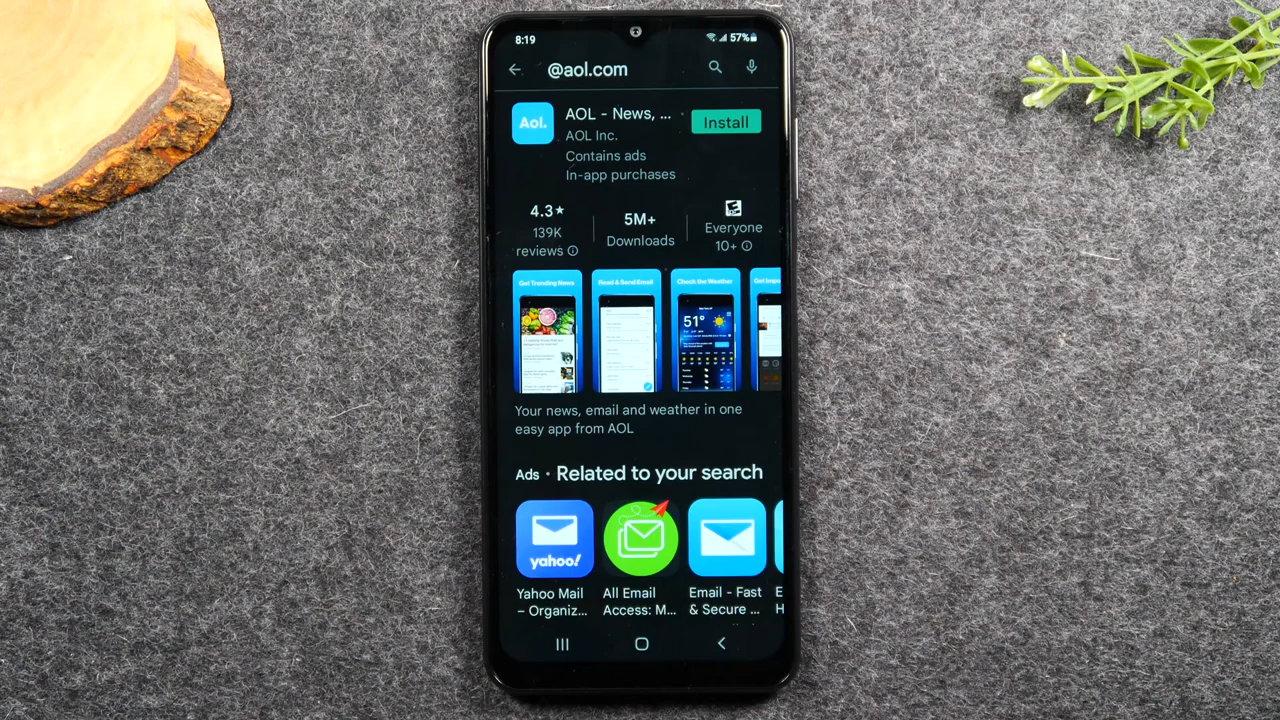 8:19
57%
@aol.com
Aol.
AOL - News, ...
Install
AOL Inc.
Contains ads
In-app purchases
4.3★
139K
reviews
5M+
Downloads
E
Everyone
10+
Get Trending News
Read & Send Email
Check the Weather
Get Impo
51°
Your news, email and weather in one
easy app from AOL
Ads • Related to your search
yahoo!
Yahoo Mail
– Organiz...
All Email
Access: M...
Email - Fast
& Secure ...
E
H